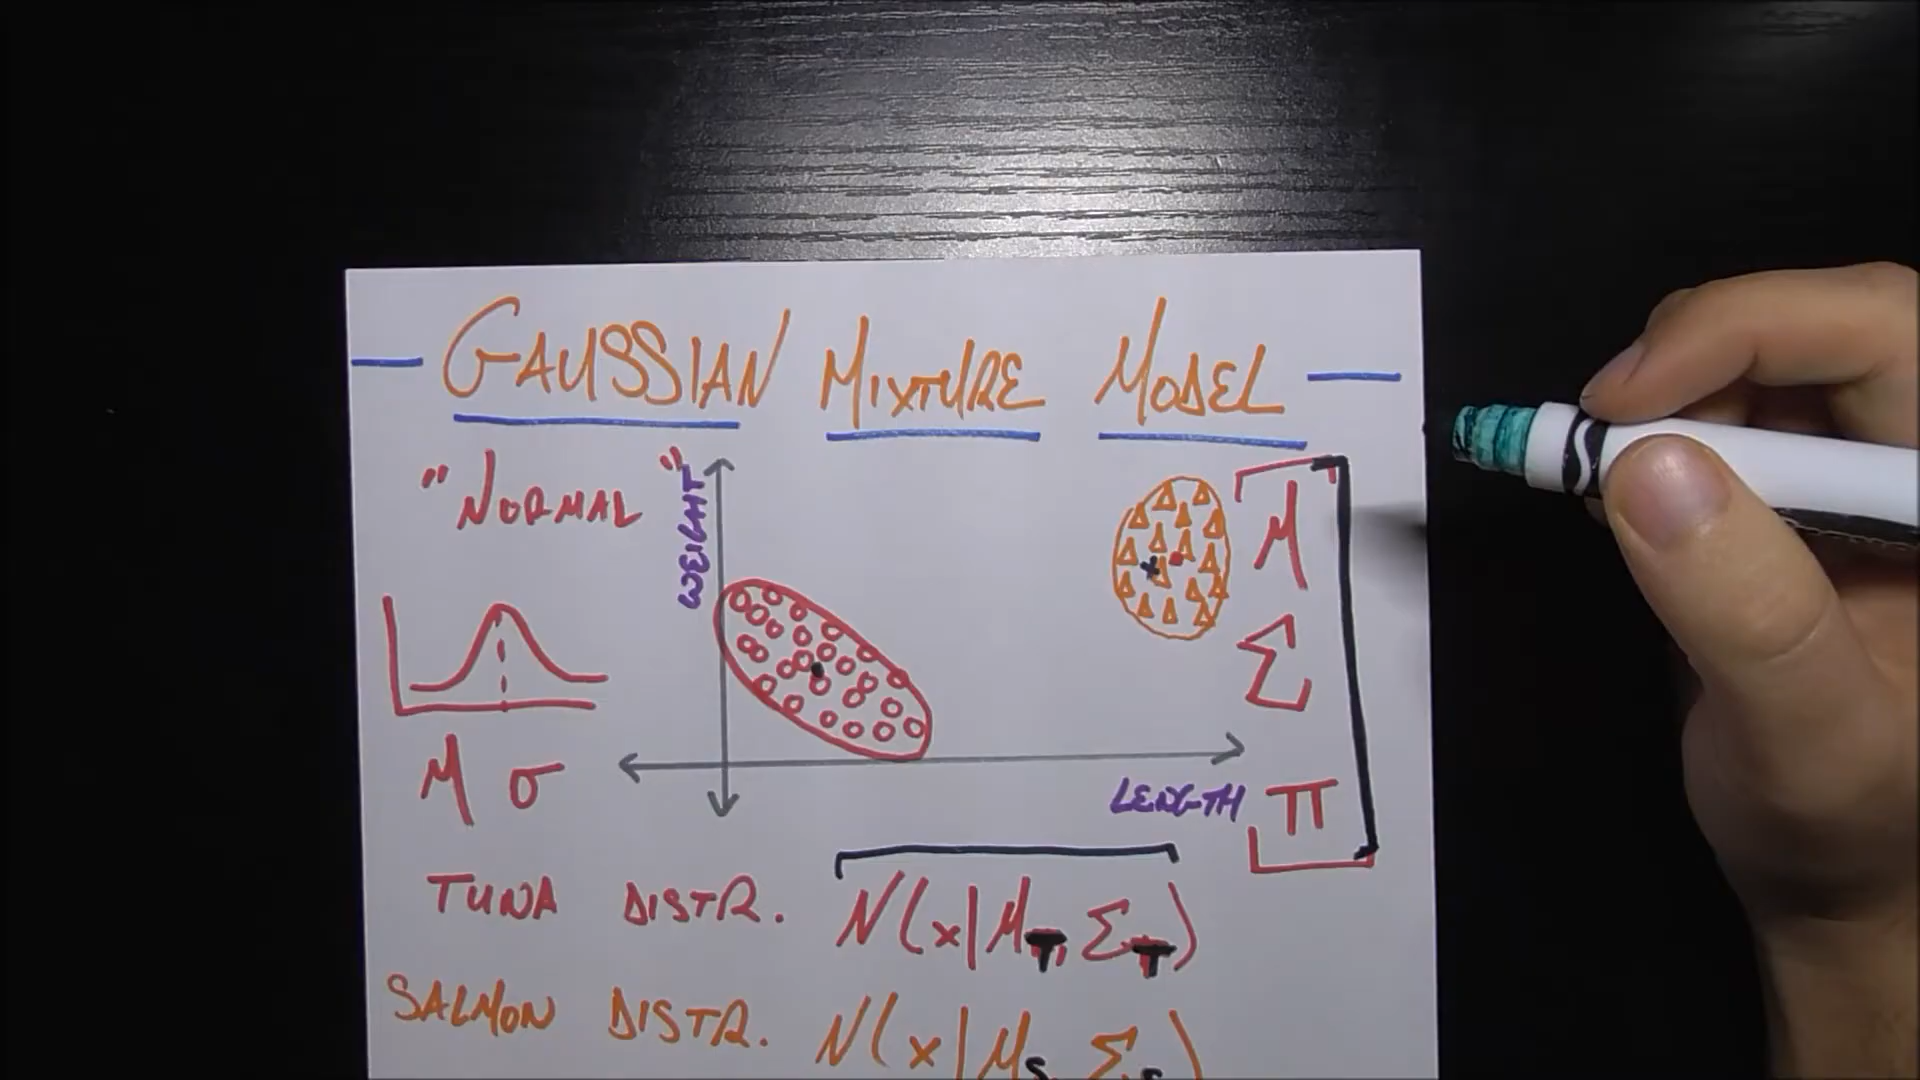 GAUSSIAN MIXTURE MODEL
"NORMAL"
WEIGHT
μ
Σ
π
μ σ
LENGTH
TUNA DISTR. N(x|μT, ΣT)
SALMON DISTR. N(x|μS ΣS)